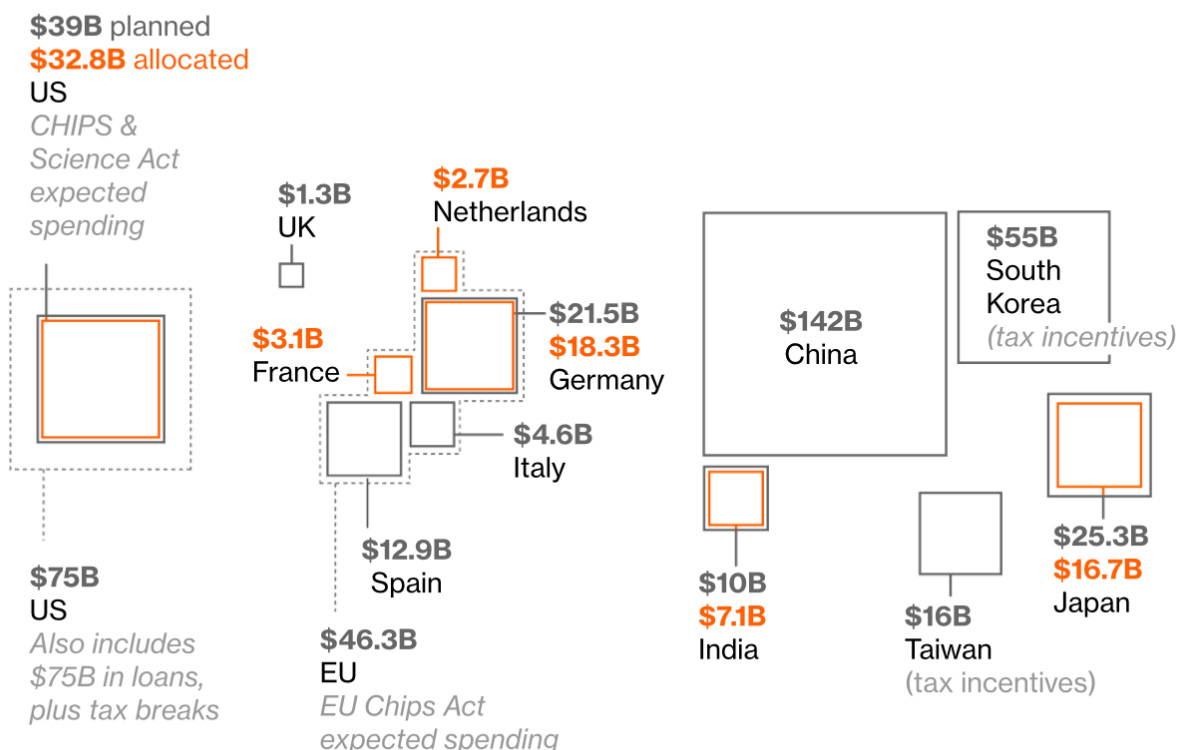 $39B planned
$32.8B allocated
US
CHIPS &
Science Act
expected
spending
$75B
US
Also includes
$75B in loans,
plus tax breaks
$1.3B
UK
$2.7B
Netherlands
$3.1B
France
$21.5B
$18.3B
Germany
$4.6B
Italy
$12.9B
Spain
$46.3B
EU
EU Chips Act
expected spending
$142B
China
$55B
South
Korea
(tax incentives)
$10B
$7.1B
India
$16B
Taiwan
(tax incentives)
$25.3B
$16.7B
Japan